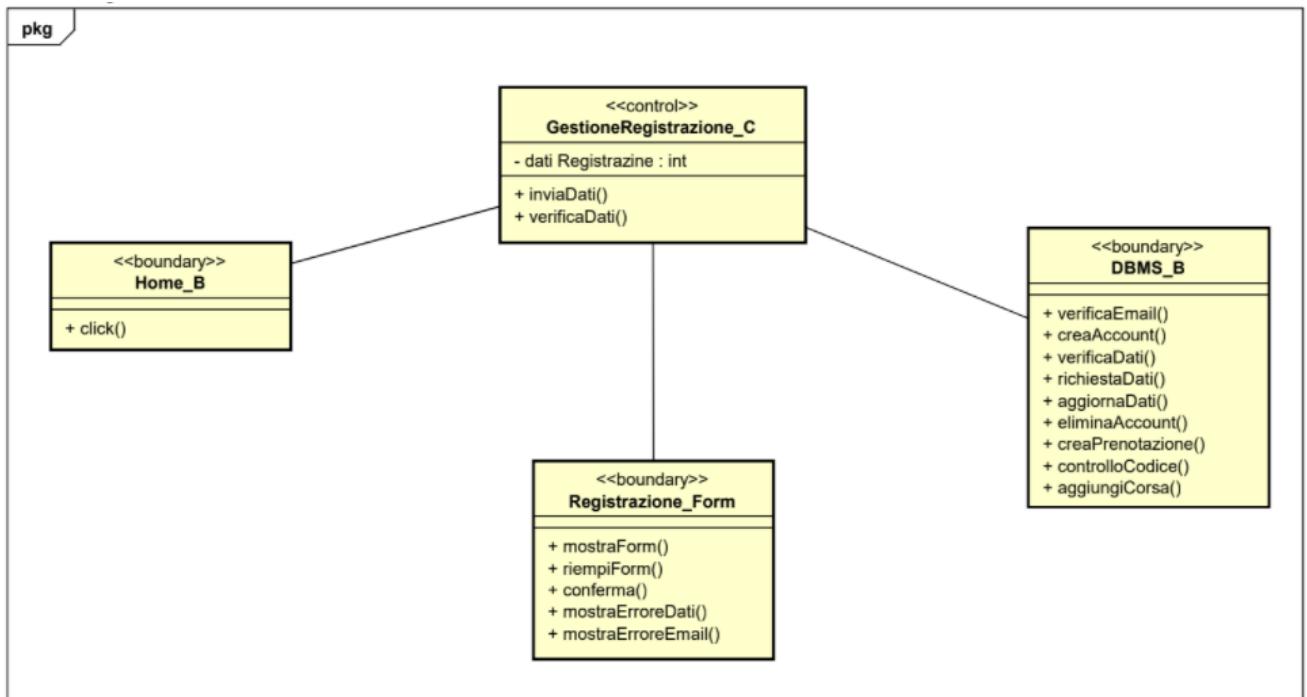 pkg
<<control>>
GestioneRegistrazione_C
- dati Registrazine : int
+ inviaDati()
+ verificaDati()
<<boundary>>
Home_B
+ click()
<<boundary>>
DBMS_B
+ verificaEmail()
+ creaAccount()
+ verificaDati()
+ richiestaDati()
+ aggiornaDati()
+ eliminaAccount()
+ creaPrenotazione()
+ controlloCodice()
+ aggiungiCorsa()
<<boundary>>
Registrazione_Form
+ mostraForm()
+ riempiForm()
+ conferma()
+ mostraErroreDati()
+ mostraErroreEmail()